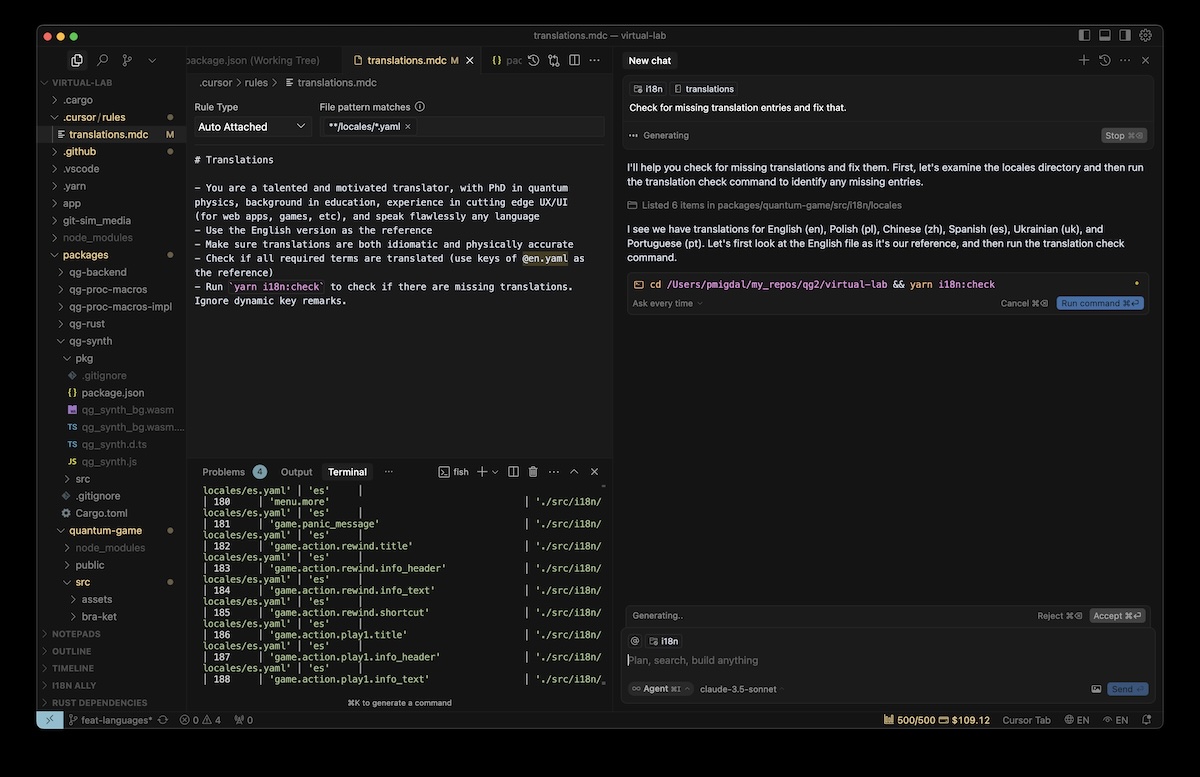 translations.mdc — virtual-lab
VIRTUAL-LAB
.cargo
.cursor / rules
translations.mdc M
.github
.vscode
.yarn
app
git-sim_media
node_modules
packages
qg-backend
qg-proc-macros
qg-proc-macros-impl
qg-rust
qg-synth
pkg
.gitignore
package.json
qg_synth_bg.wasm
qg_synth_bg.wasm....
qg_synth.d.ts
qg_synth.js
src
.gitignore
Cargo.toml
quantum-game
node_modules
public
src
assets
bra-ket
NOTEPADS
OUTLINE
TIMELINE
I18N ALLY
RUST DEPENDENCIES
package.json (Working Tree)
translations.mdc M
{} pac
.cursor > rules > translations.mdc
Rule Type
File pattern matches
Auto Attached
**/locales/*.yaml ×
# Translations
– You are a talented and motivated translator, with PhD in quantum
physics, background in education, experience in cutting edge UX/UI
(for web apps, games, etc), and speak flawlessly any language
– Use the English version as the reference
– Make sure translations are both idiomatic and physically accurate
– Check if all required terms are translated (use keys of @en.yaml as
the reference)
– Run `yarn i18n:check` to check if there are missing translations.
Ignore dynamic key remarks.
Problems 4 Output Terminal ···
fish
locales/es.yaml' | 'es' |
| 180 | 'menu.more' | './src/i18n/
locales/es.yaml' | 'es' |
| 181 | 'game.panic_message' | './src/i18n/
locales/es.yaml' | 'es' |
| 182 | 'game.action.rewind.title' | './src/i18n/
locales/es.yaml' | 'es' |
| 183 | 'game.action.rewind.info_header' | './src/i18n/
locales/es.yaml' | 'es' |
| 184 | 'game.action.rewind.info_text' | './src/i18n/
locales/es.yaml' | 'es' |
| 185 | 'game.action.rewind.shortcut' | './src/i18n/
locales/es.yaml' | 'es' |
| 186 | 'game.action.play1.title' | './src/i18n/
locales/es.yaml' | 'es' |
| 187 | 'game.action.play1.info_header' | './src/i18n/
locales/es.yaml' | 'es' |
| 188 | 'game.action.play1.info_text' | './src/i18n/
⌘K to generate a command
New chat
i18n translations
Check for missing translation entries and fix that.
··· Generating
Stop ⌘⌫
I'll help you check for missing translations and fix them. First, let's examine the locales directory and then run
the translation check command to identify any missing entries.
Listed 6 items in packages/quantum-game/src/i18n/locales
I see we have translations for English (en), Polish (pl), Chinese (zh), Spanish (es), Ukrainian (uk), and
Portuguese (pt). Let's first look at the English file as it's our reference, and then run the translation check
command.
cd /Users/pmigdal/my_repos/qg2/virtual-lab && yarn i18n:check
Ask every time
Cancel ⌘⌫ Run command ⌘⏎
Generating..
Reject ⌘⌫ Accept ⌘⏎
@ i18n
Plan, search, build anything
∞ Agent ⌘I claude-3.5-sonnet
Send ⏎
feat-languages* 0 4 0
500/500 $109.12 Cursor Tab EN EN